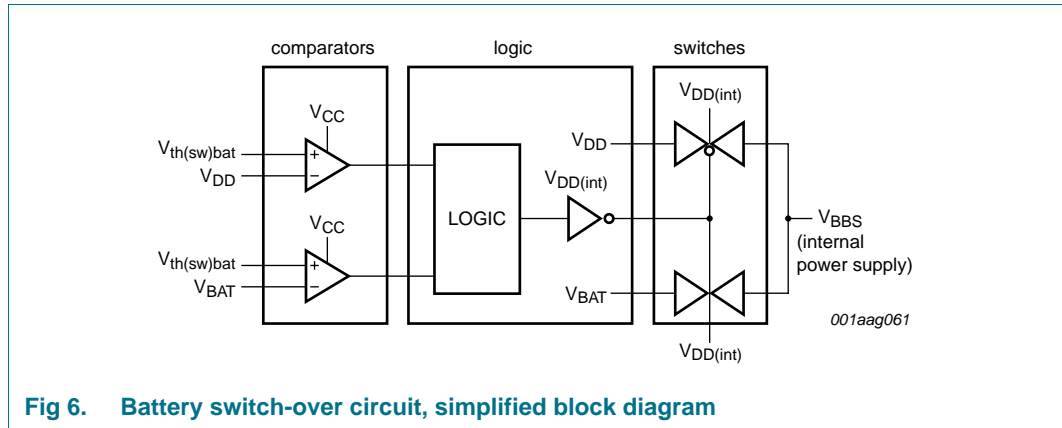 comparators
logic
switches
VCC
Vth(sw)bat
+
VDD
−
VCC
Vth(sw)bat
+
VBAT
−
LOGIC
VDD(int)
VDD(int)
VDD
VBAT
VDD(int)
VBBS
(internal
power supply)
001aag061
Fig 6. Battery switch-over circuit, simplified block diagram